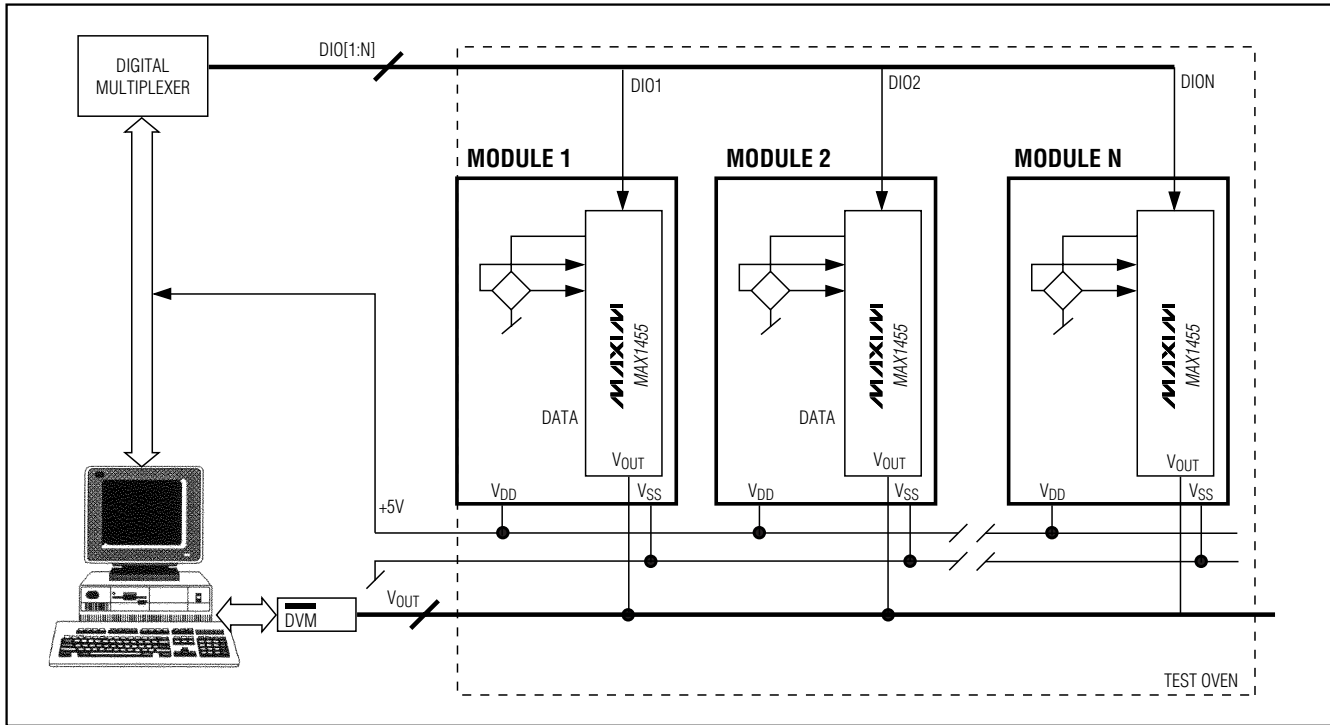 DIGITAL
MULTIPLEXER
DIO[1:N]
DIO1
DIO2
DION
MODULE 1
MODULE 2
MODULE N
MAXIM
MAX1455
MAXIM
MAX1455
MAXIM
MAX1455
DATA
DATA
VOUT
VOUT
VOUT
VDD
VSS
VDD
VSS
VDD
VSS
+5V
VOUT
DVM
TEST OVEN